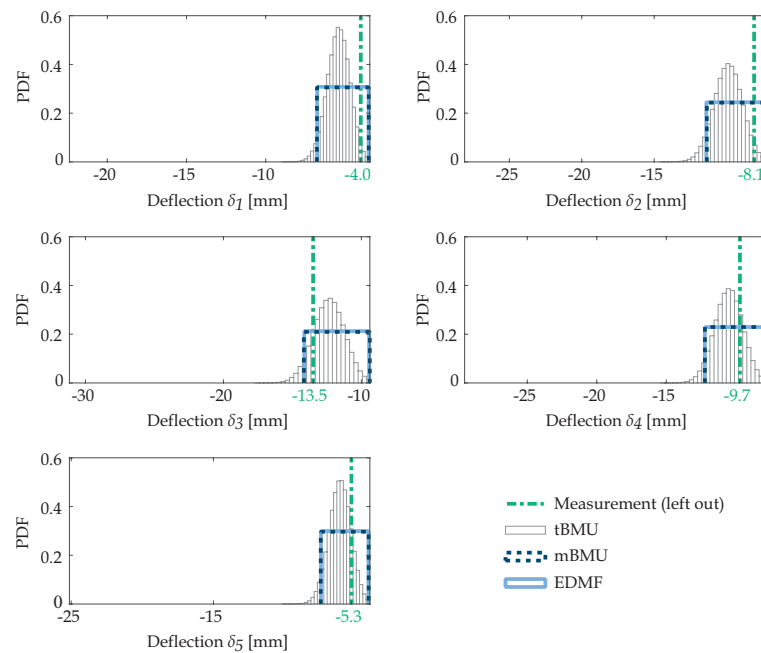 0.6
0.4
0.2
0
PDF
-20
-15
-10
-4.0
Deflection δ1 [mm]
0.6
0.4
0.2
0
PDF
-25
-20
-15
-8.1
Deflection δ2 [mm]
0.6
0.4
0.2
0
PDF
-30
-20
-13.5
-10
Deflection δ3 [mm]
0.6
0.4
0.2
0
PDF
-25
-20
-15
-9.7
Deflection δ4 [mm]
0.6
0.4
0.2
0
PDF
-25
-15
-5.3
Deflection δ5 [mm]
Measurement (left out)
tBMU
mBMU
EDMF